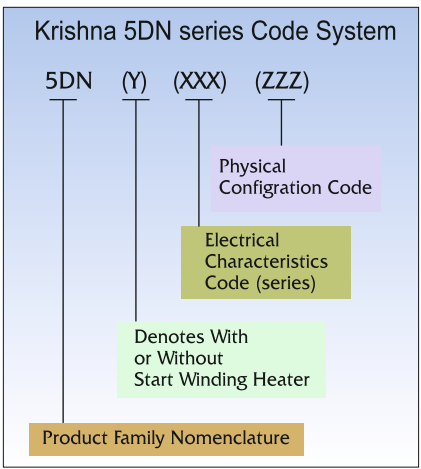 Krishna 5DN series Code System
5DN (Y) (XXX) (ZZZ)
Physical
Configration Code
Electrical
Characteristics
Code (series)
Denotes With
or Without
Start Winding Heater
Product Family Nomenclature